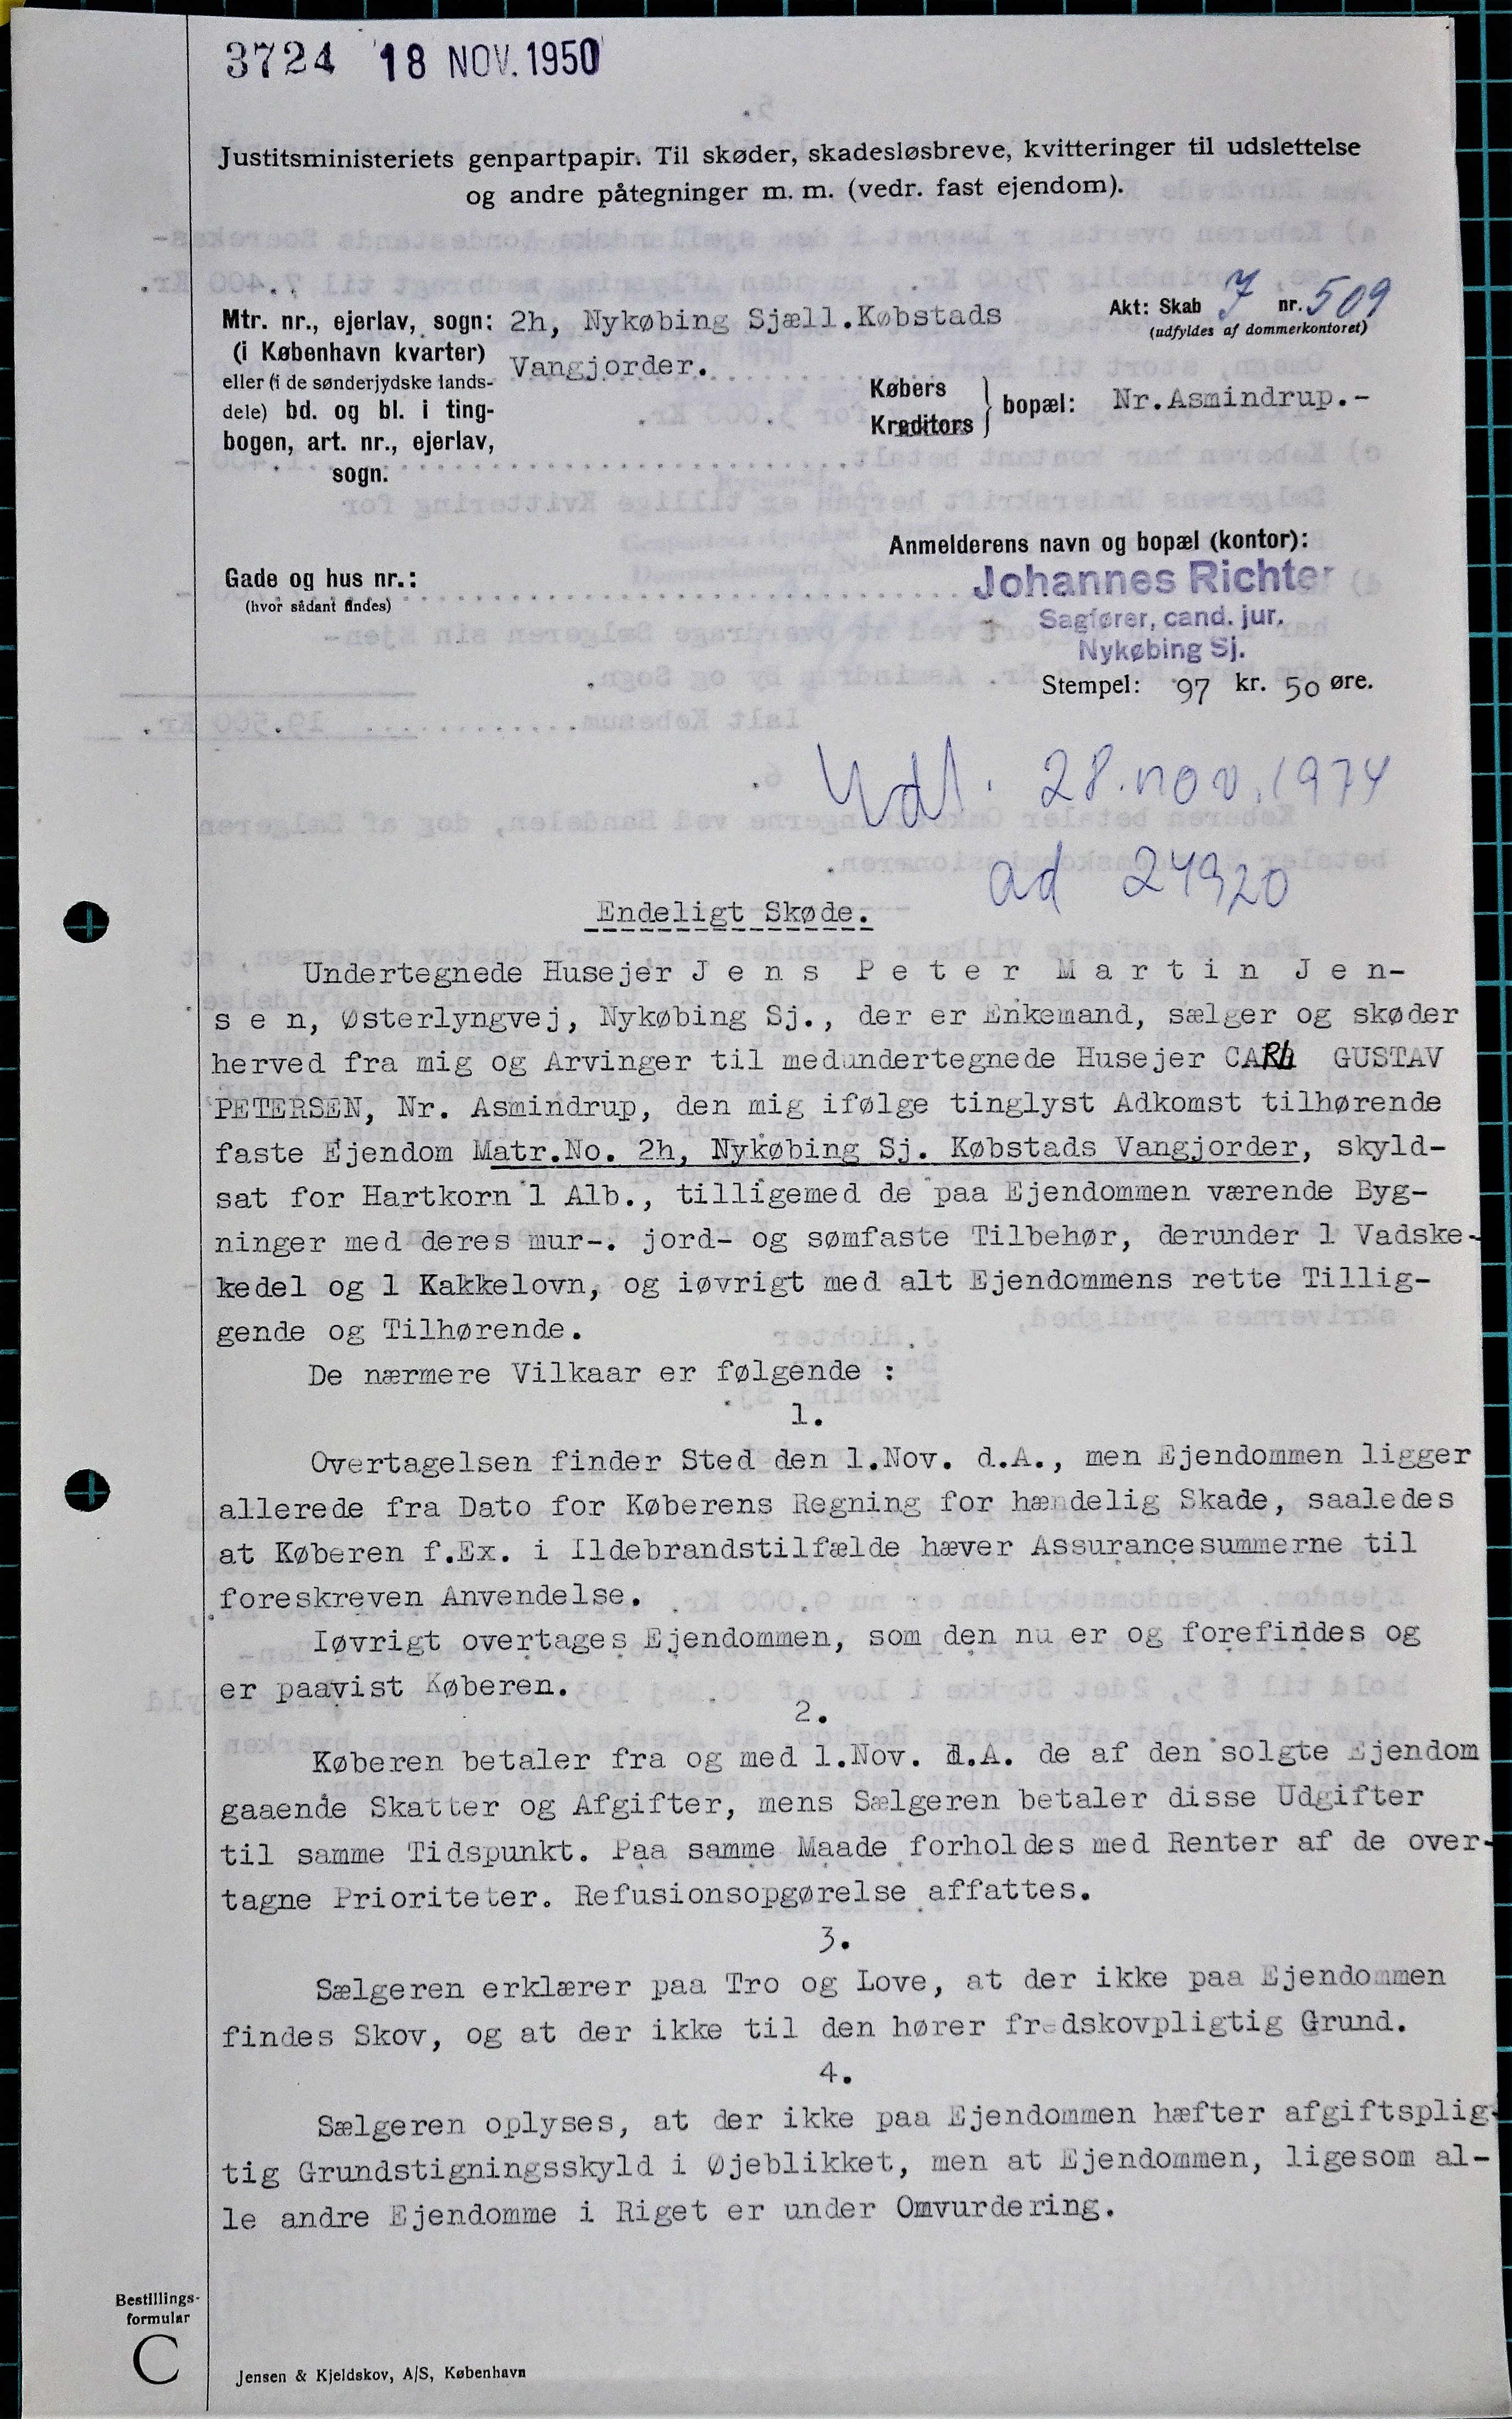 3724 18 NOV. 1950
Justitsministeriets genpartpapir. Til skøder, skadesløsbreve, kvitteringer til udslettelse
og andre påtegninger m. m. (vedr. fast ejendom).
Akt: Skab 7 nr. 509
(udfyldes af dommerkontoret)
Mtr. nr., ejerlav, sogn: 2h, Nykøbing Sjæll.Købstads
(i København kvarter) Vangjorder.
eller (i de sønderjydske lands-
dele) bd. og bl. i ting-
bogen, art. nr., ejerlav,
sogn.
Købers
Kreditors } bopæl: Nr.Asmindrup.-
Anmelderens navn og bopæl (kontor):
Gade og hus nr.:
(hvor sådant findes)
Johannes Richter
Sagfører, cand. jur.
Nykøbing Sj.
Stempel: 97 kr. 50 øre.
Udl. 28. nov. 1974
ad 24920
Endeligt Skøde.
Undertegnede Husejer J e n s P e t e r M a r t i n J e n-
s e n, Østerlyngvej, Nykøbing Sj., der er Enkemand, sælger og skøder
herved fra mig og Arvinger til medundertegnede Husejer CARL GUSTAV
PETERSEN, Nr. Asmindrup, den mig ifølge tinglyst Adkomst tilhørende
faste Ejendom Matr.No. 2h, Nykøbing Sj. Købstads Vangjorder, skyld-
sat for Hartkorn 1 Alb., tilligemed de paa Ejendommen værende Byg-
ninger med deres mur-. jord- og sømfaste Tilbehør, derunder 1 Vadske-
kedel og 1 Kakkelovn, og iøvrigt med alt Ejendommens rette Tillig-
gende og Tilhørende.
De nærmere Vilkaar er følgende :
1.
Overtagelsen finder Sted den 1.Nov. d.A., men Ejendommen ligger
allerede fra Dato for Køberens Regning for hændelig Skade, saaledes
at Køberen f.Ex. i Ildebrandstilfælde hæver Assurancesummerne til
foreskreven Anvendelse.
Iøvrigt overtages Ejendommen, som den nu er og forefindes og
er paavist Køberen.
2.
Køberen betaler fra og med 1.Nov. d.A. de af den solgte Ejendom
gaaende Skatter og Afgifter, mens Sælgeren betaler disse Udgifter
til samme Tidspunkt. Paa samme Maade forholdes med Renter af de over-
tagne Prioriteter. Refusionsopgørelse affattes.
3.
Sælgeren erklærer paa Tro og Love, at der ikke paa Ejendommen
findes Skov, og at der ikke til den hører fredskovpligtig Grund.
4.
Sælgeren oplyses, at der ikke paa Ejendommen hæfter afgiftsplig-
tig Grundstigningsskyld i Øjeblikket, men at Ejendommen, ligesom al-
le andre Ejendomme i Riget er under Omvurdering.
Bestillings-
formular
C
Jensen & Kjeldskov, A/S, København